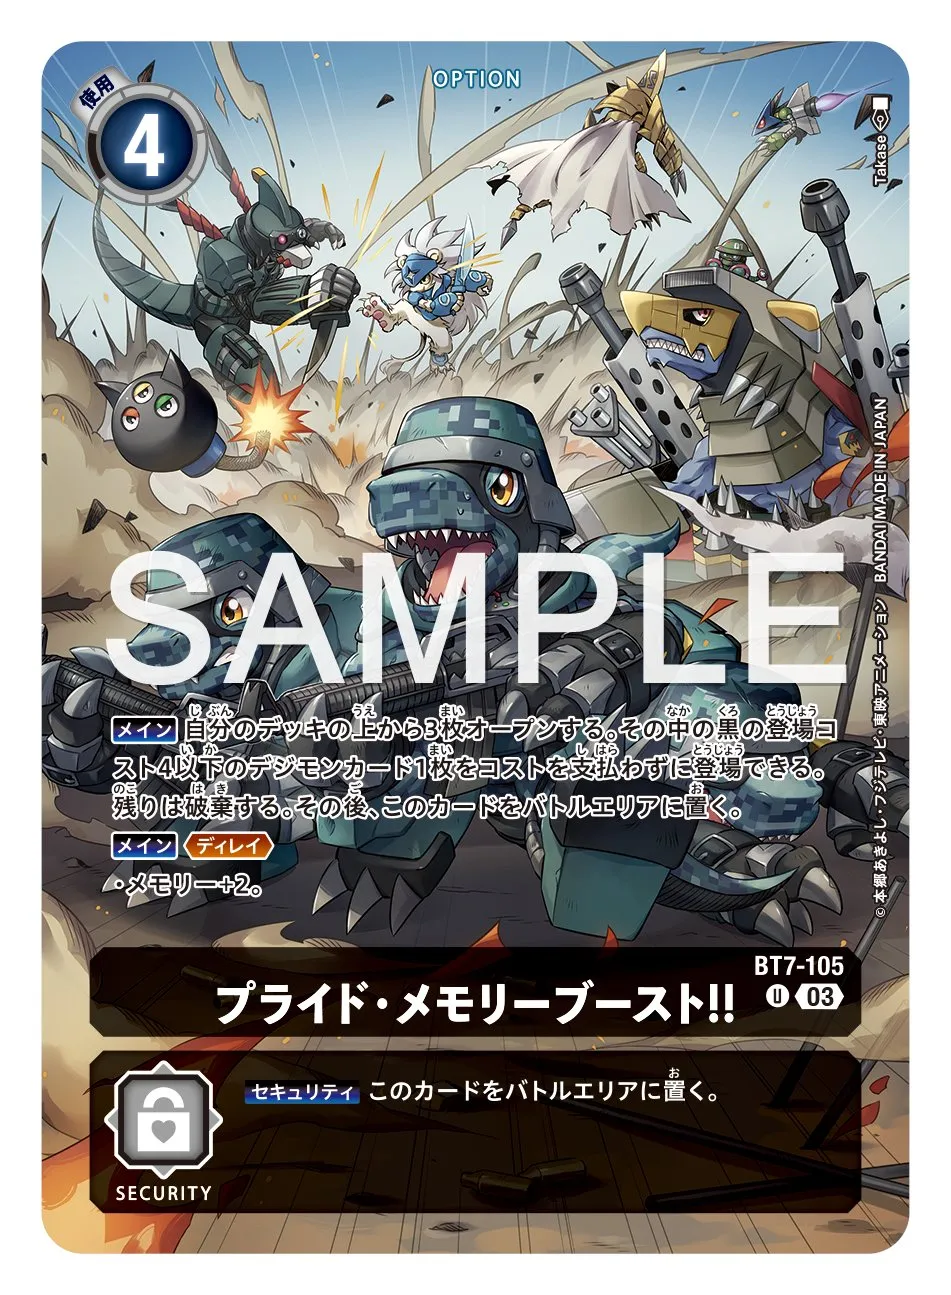 使用
4
OPTION
Takase
SAMPLE
メイン 自分のデッキの上から3枚オープンする。その中の黒の登場コ
スト4以下のデジモンカード1枚をコストを支払わずに登場できる。
残りは破棄する。その後、このカードをバトルエリアに置く。
メイン ディレイ
・メモリー+2。
©本郷あきよし・フジテレビ・東映アニメーション BANDAI MADE IN JAPAN
BT7-105
U 03
プライド・メモリーブースト!!
セキュリティ このカードをバトルエリアに置く。
SECURITY